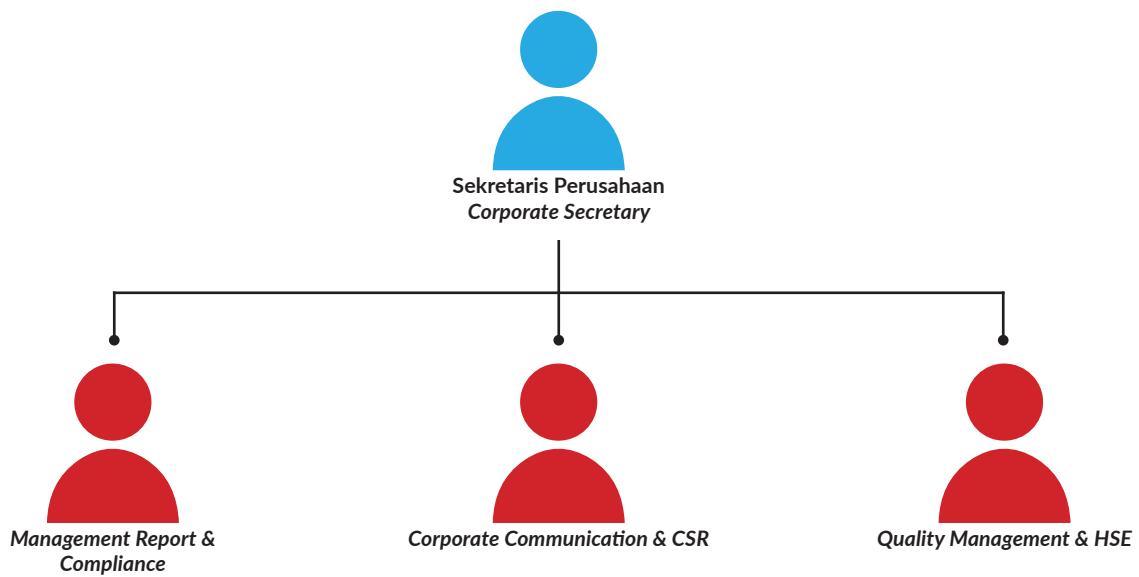 Sekretaris Perusahaan
Corporate Secretary
Management Report &
Compliance
Corporate Communication & CSR
Quality Management & HSE